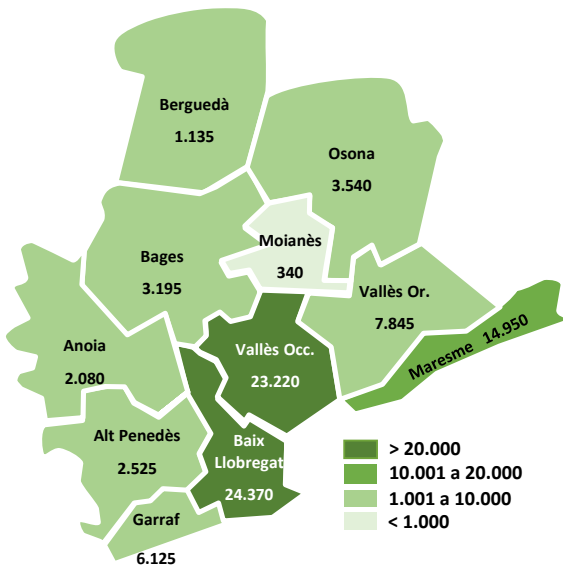 Berguedà
1.135
Osona
3.540
Moianès
340
Bages
3.195
Vallès Or.
7.845
Maresme 14.950
Anoia
2.080
Vallès Occ.
23.220
Alt Penedès
2.525
Baix
Llobregat
24.370
Garraf
6.125
> 20.000
10.001 a 20.000
1.001 a 10.000
< 1.000